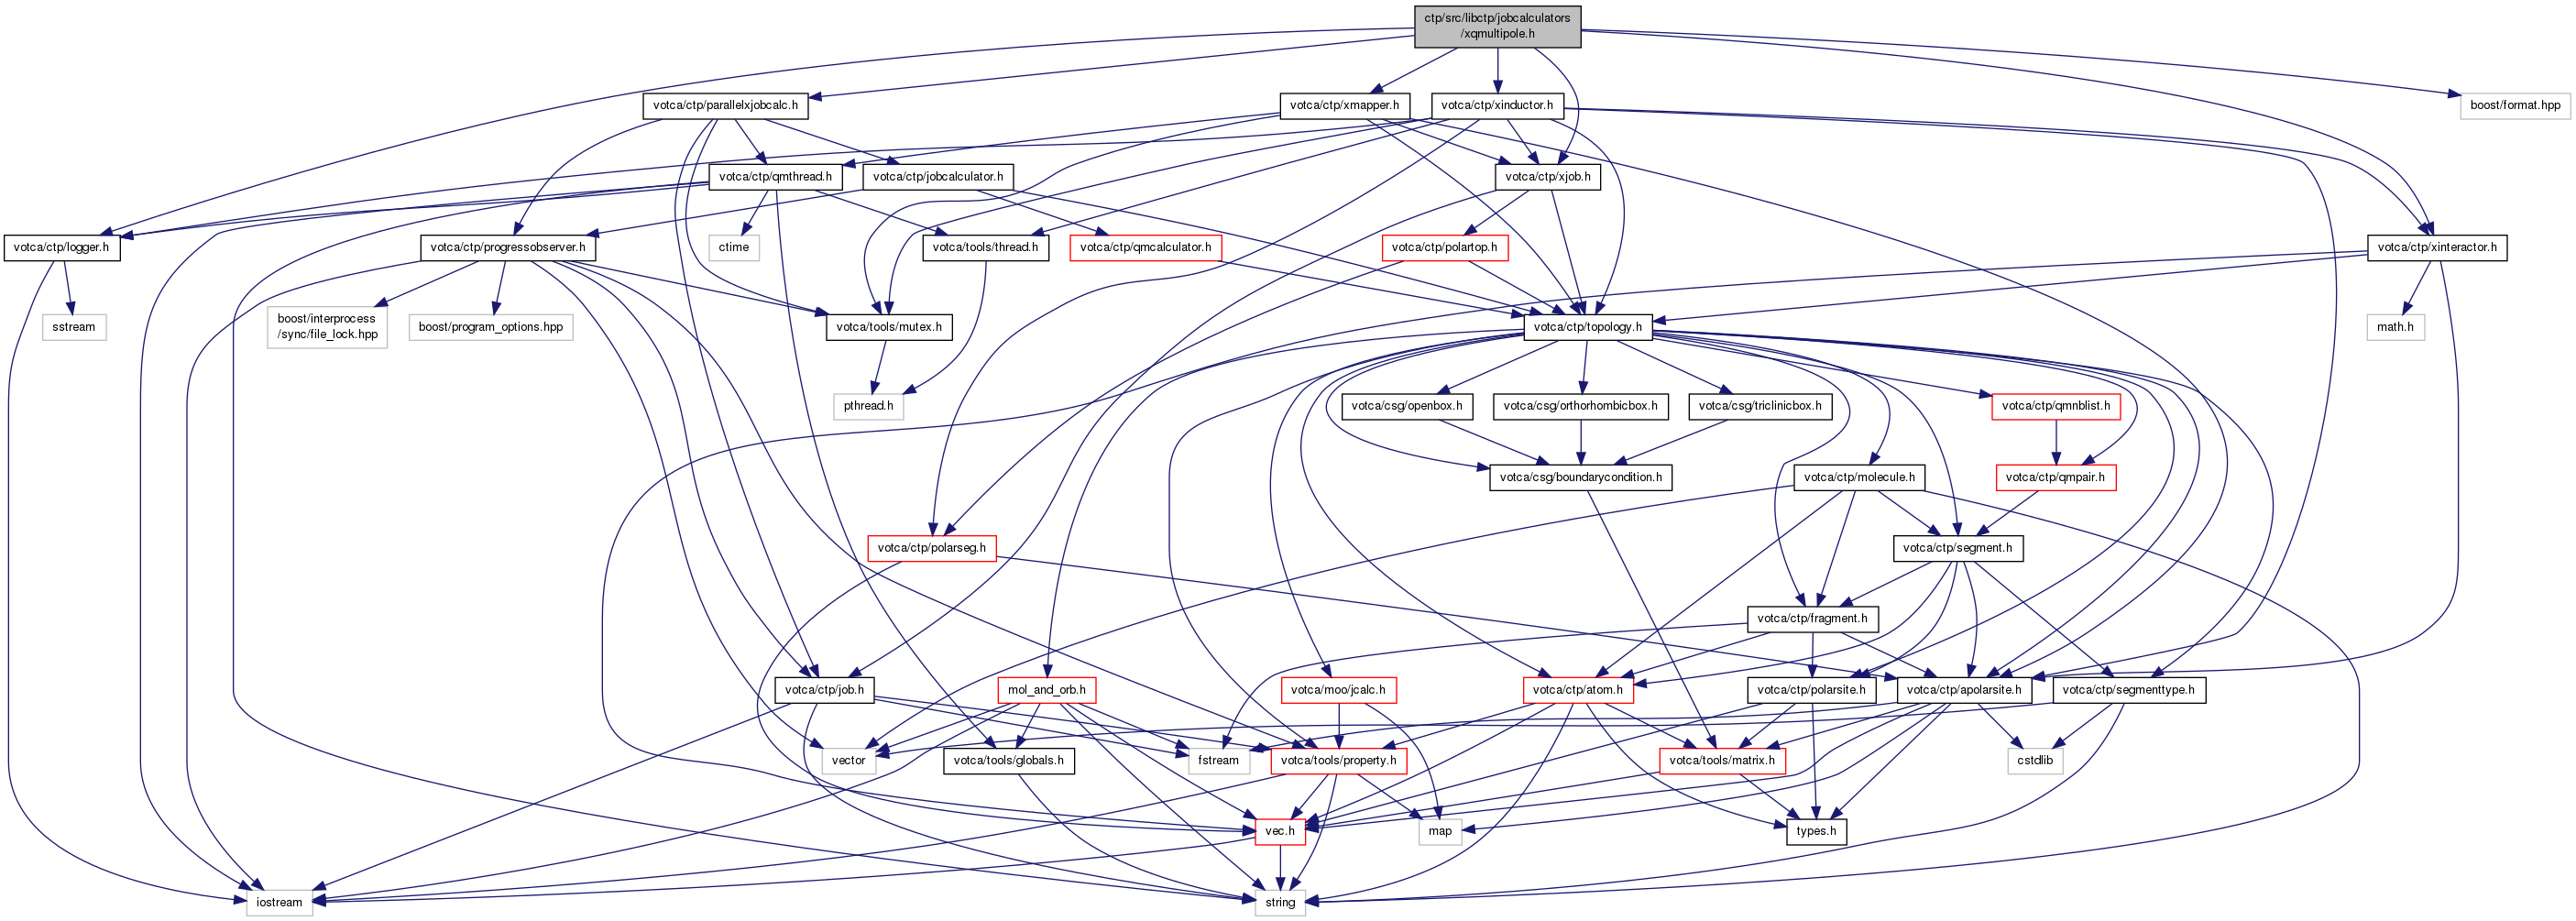 ctp/src/libctp/jobcalculators
/xqmultipole.h
votca/ctp/parallelxjobcalc.h
votca/ctp/xmapper.h
votca/ctp/xinductor.h
boost/format.hpp
votca/ctp/qmthread.h
votca/ctp/jobcalculator.h
votca/ctp/xjob.h
votca/ctp/logger.h
votca/ctp/progressobserver.h
ctime
votca/tools/thread.h
votca/ctp/qmcalculator.h
votca/ctp/polartop.h
votca/ctp/xinteractor.h
sstream
boost/interprocess
/sync/file_lock.hpp
boost/program_options.hpp
votca/tools/mutex.h
votca/ctp/topology.h
math.h
pthread.h
votca/csg/openbox.h
votca/csg/orthorhombicbox.h
votca/csg/triclinicbox.h
votca/ctp/qmnblist.h
votca/csg/boundarycondition.h
votca/ctp/molecule.h
votca/ctp/qmpair.h
votca/ctp/polarseg.h
votca/ctp/segment.h
votca/ctp/fragment.h
votca/ctp/job.h
mol_and_orb.h
votca/moo/jcalc.h
votca/ctp/atom.h
votca/ctp/polarsite.h
votca/ctp/apolarsite.h
votca/ctp/segmenttype.h
vector
votca/tools/globals.h
fstream
votca/tools/property.h
votca/tools/matrix.h
cstdlib
vec.h
map
types.h
iostream
string